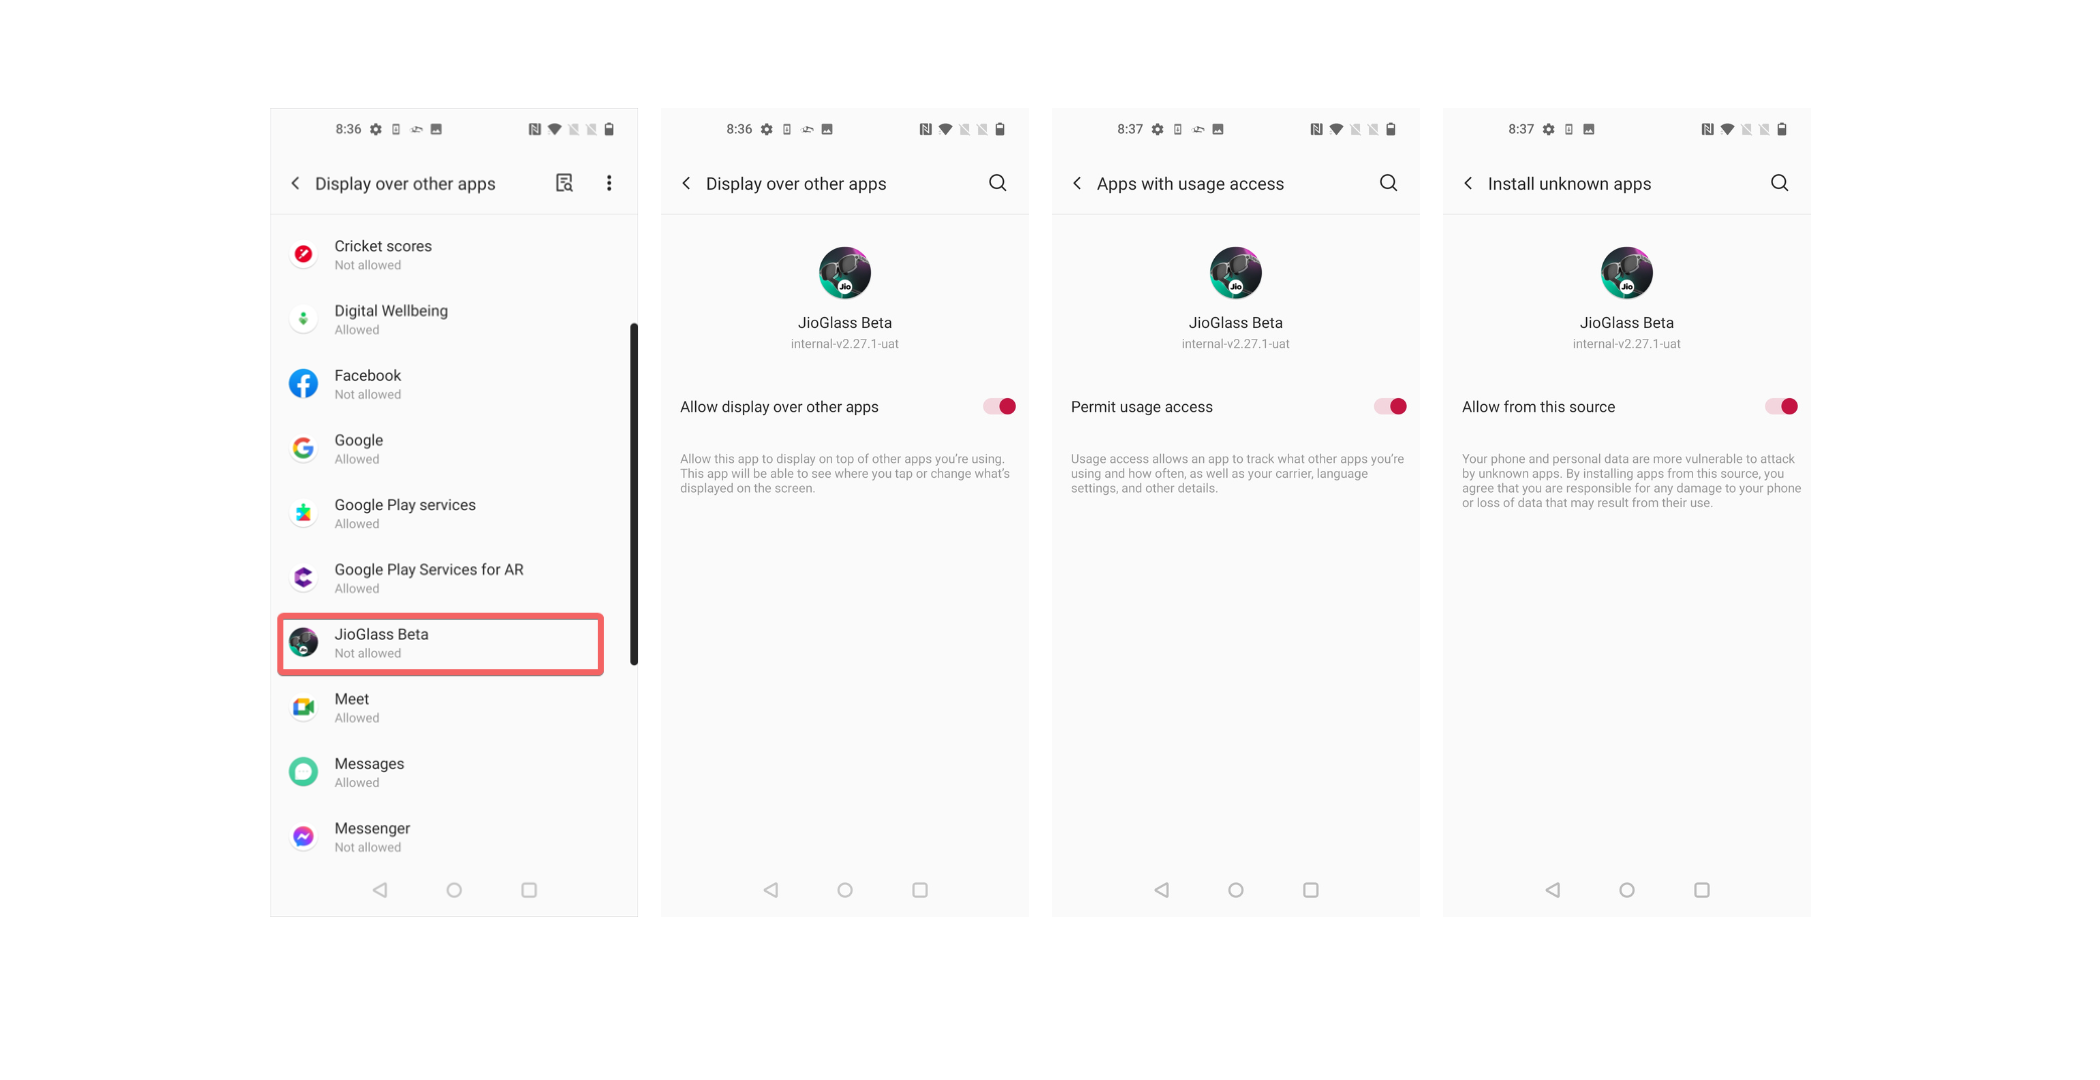 8:36
Display over other apps
Cricket scores
Not allowed
Digital Wellbeing
Allowed
Facebook
Not allowed
Google
Allowed
Google Play services
Allowed
Google Play Services for AR
Allowed
JioGlass Beta
Not allowed
Meet
Allowed
Messages
Allowed
Messenger
Not allowed
8:36
Display over other apps
Jio
JioGlass Beta
internal-v2.27.1-uat
Allow display over other apps
Allow this app to display on top of other apps you're using.
This app will be able to see where you tap or change what's
displayed on the screen.
8:37
Apps with usage access
Jio
JioGlass Beta
internal-v2.27.1-uat
Permit usage access
Usage access allows an app to track what other apps you're
using and how often, as well as your carrier, language
settings, and other details.
8:37
Install unknown apps
Jio
JioGlass Beta
internal-v2.27.1-uat
Allow from this source
Your phone and personal data are more vulnerable to attack
by unknown apps. By installing apps from this source, you
agree that you are responsible for any damage to your phone
or loss of data that may result from their use.